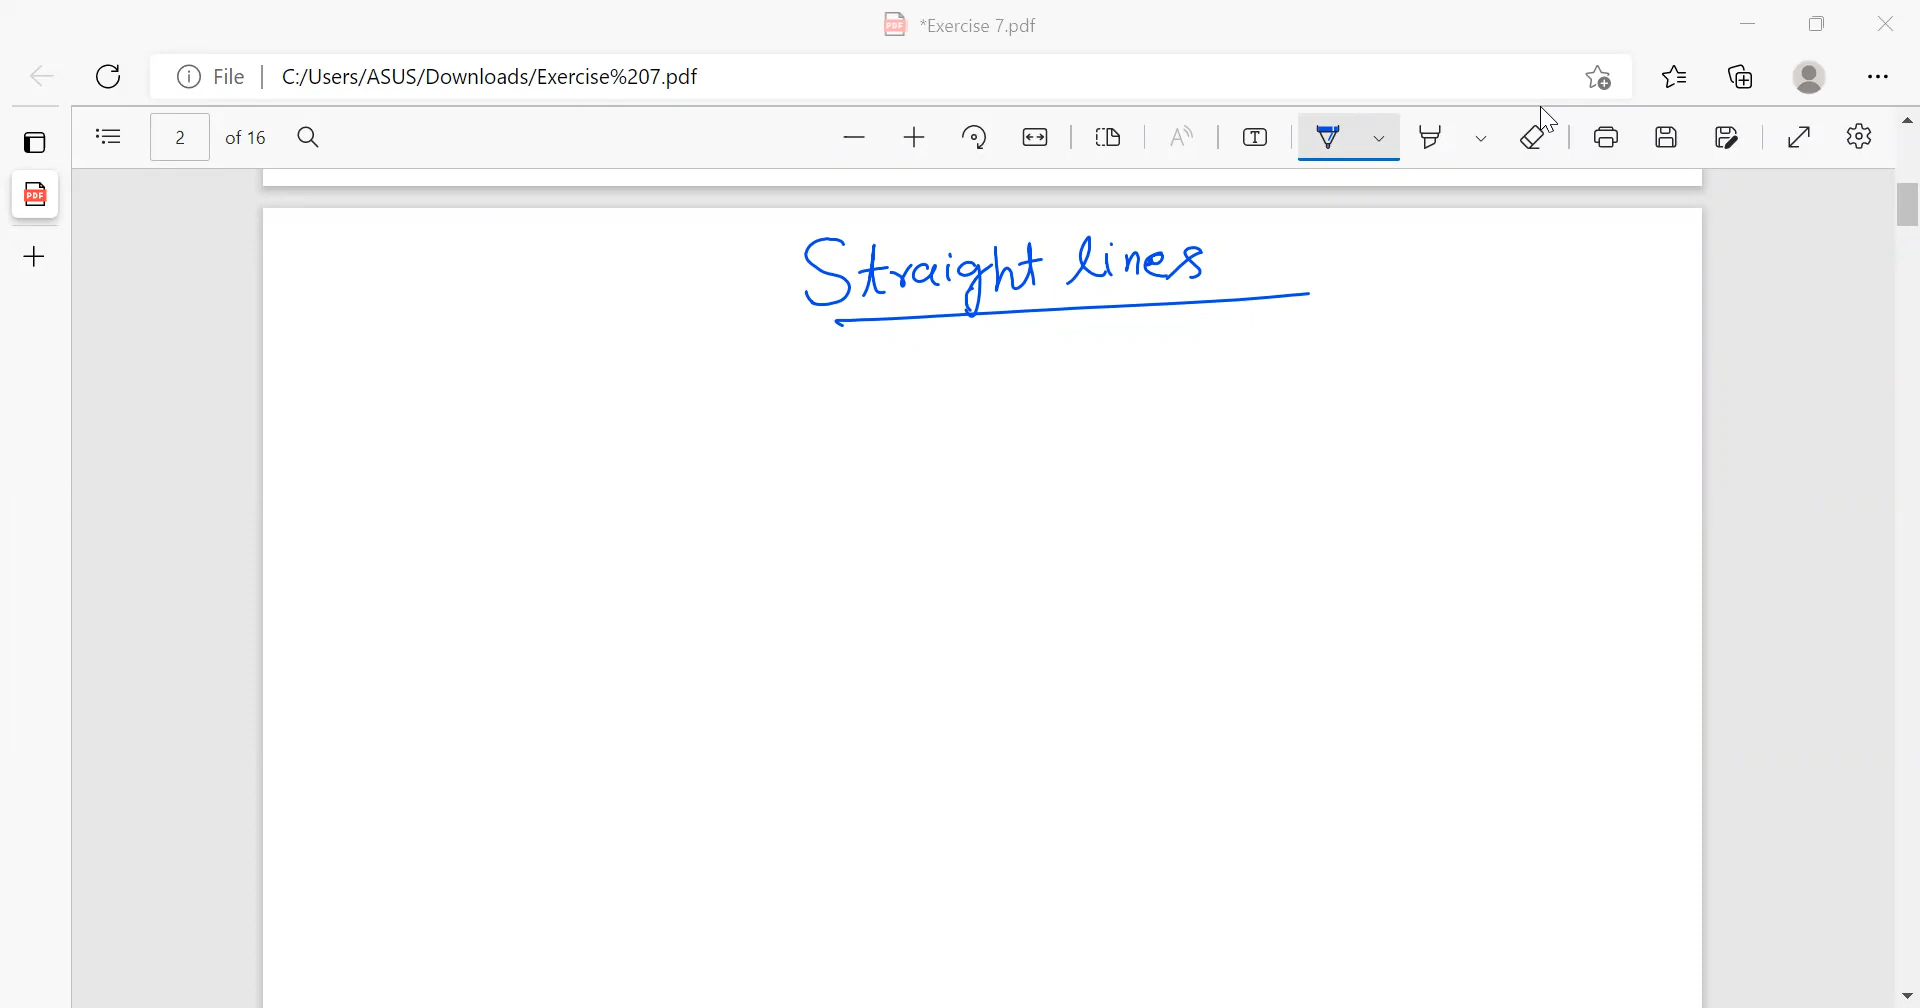 *Exercise 7.pdf
File | C:/Users/ASUS/Downloads/Exercise%207.pdf
2 of 16
Straight lines